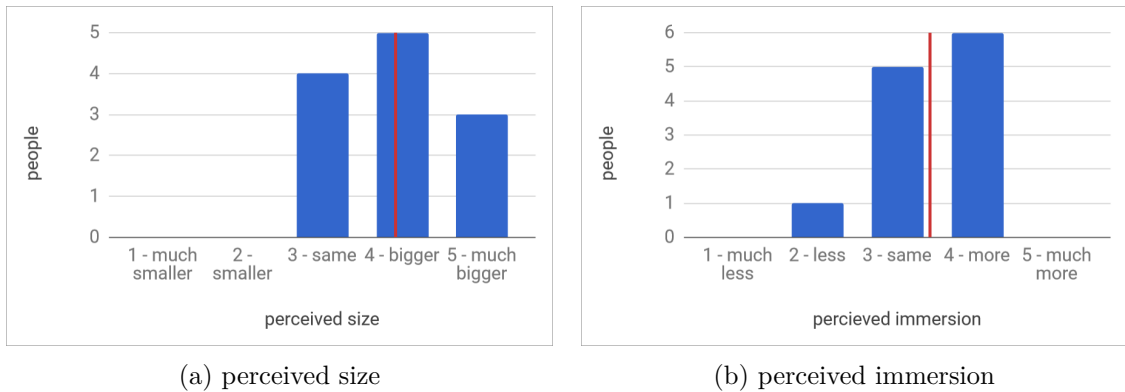 5
4
3
2
1
0
people
1 - much
smaller
2 -
smaller
3 - same
4 - bigger
5 - much
bigger
perceived size
(a) perceived size
6
5
4
3
2
1
0
people
1 - much
less
2 - less
3 - same
4 - more
5 - much
more
percieved immersion
(b) perceived immersion